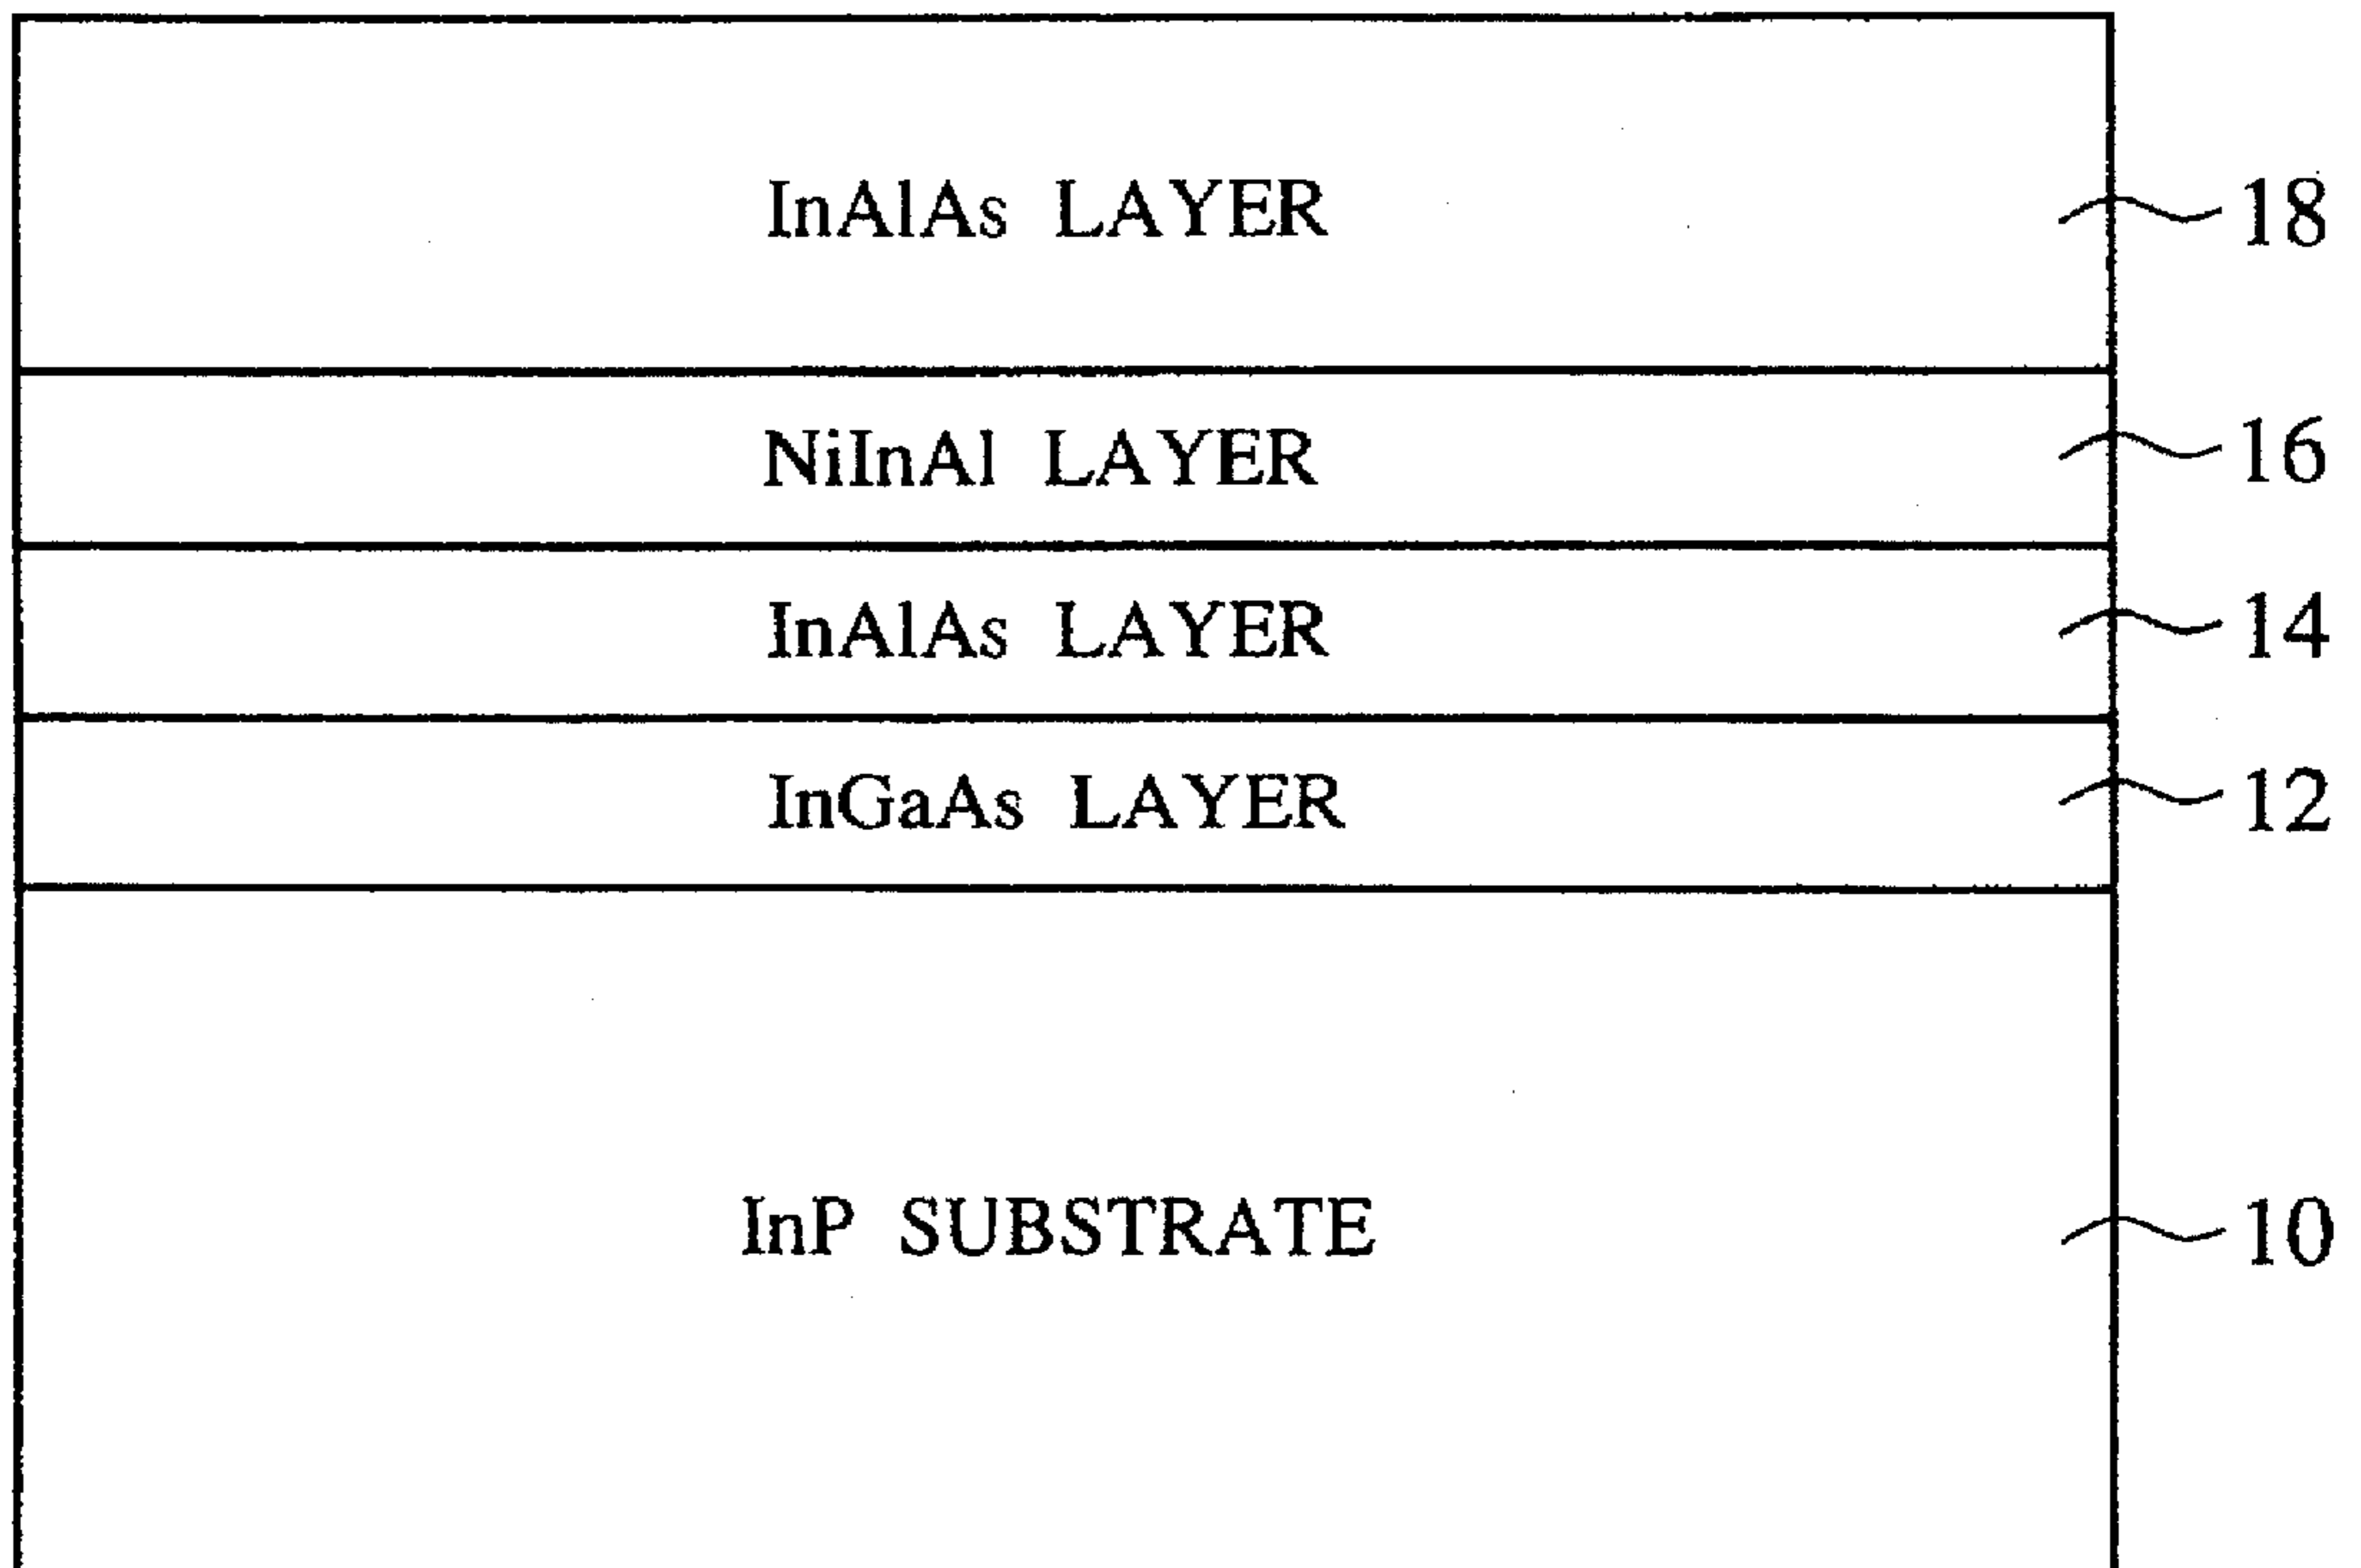 InAlAs LAYER 18
NiInAl LAYER 16
InAlAs LAYER 14
InGaAs LAYER 12
InP SUBSTRATE 10